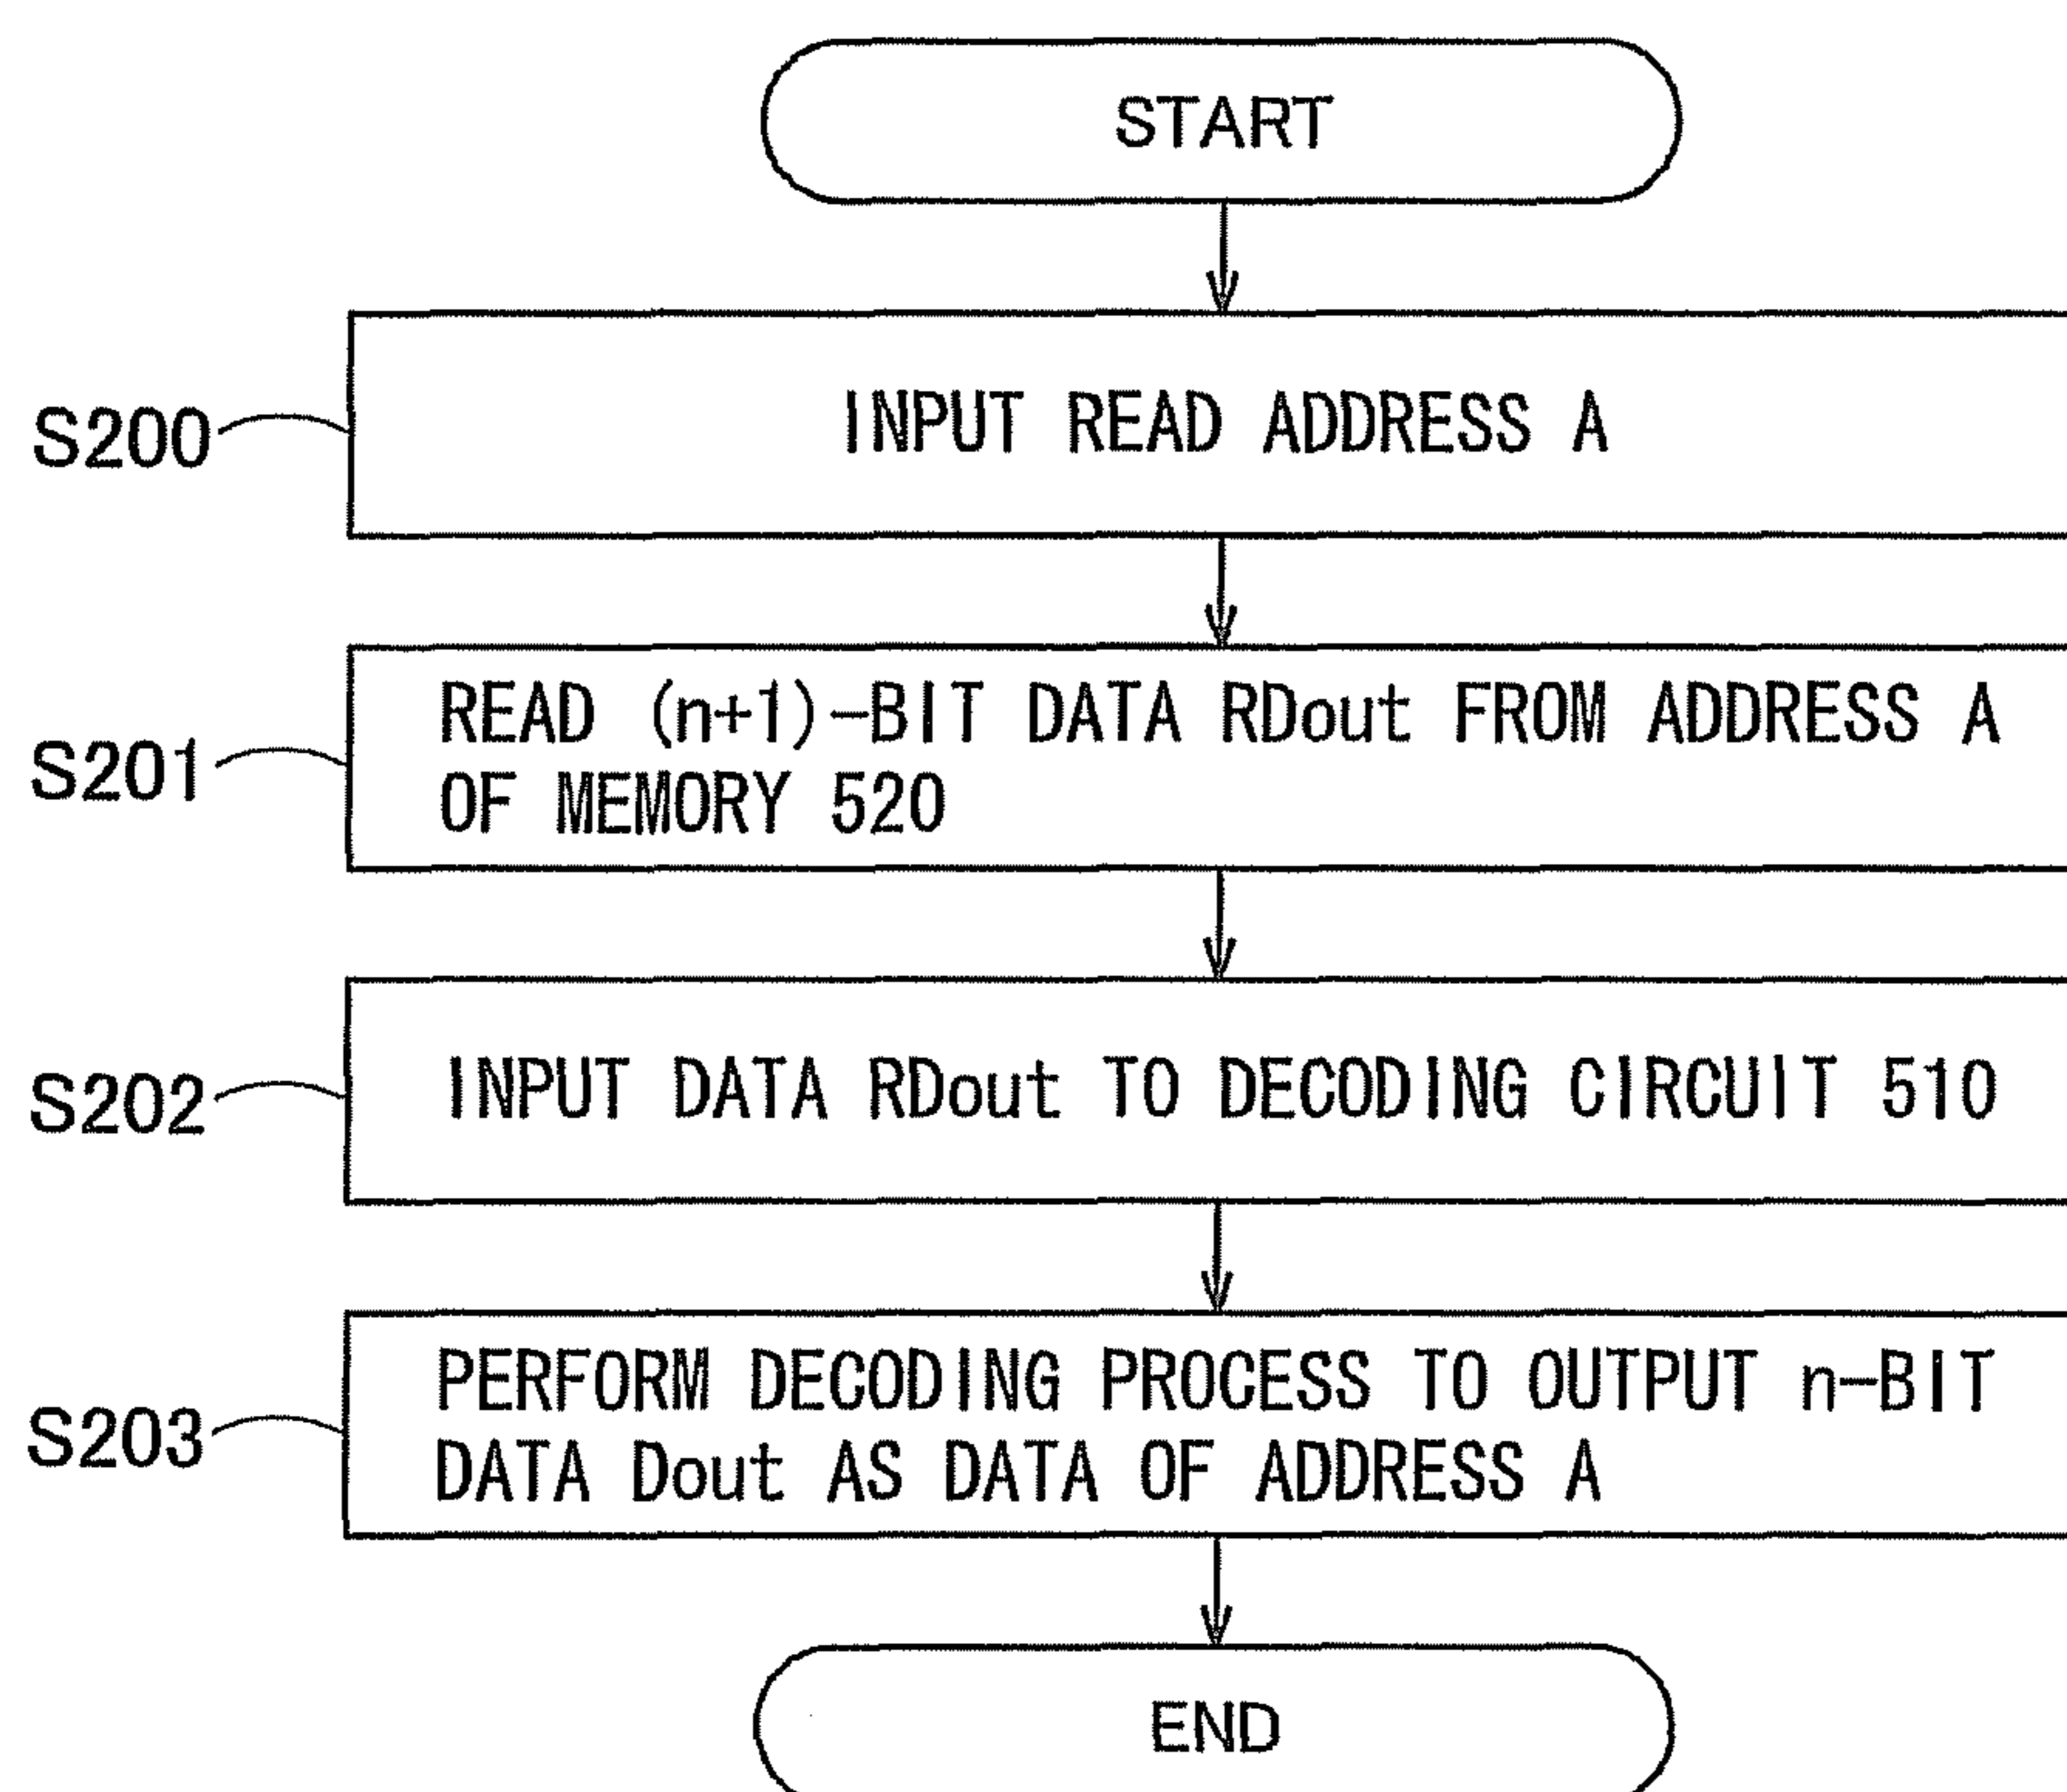 START
S200
INPUT READ ADDRESS A
S201
READ (n+1)-BIT DATA RDout FROM ADDRESS A
OF MEMORY 520
S202
INPUT DATA RDout TO DECODING CIRCUIT 510
S203
PERFORM DECODING PROCESS TO OUTPUT n-BIT
DATA Dout AS DATA OF ADDRESS A
END